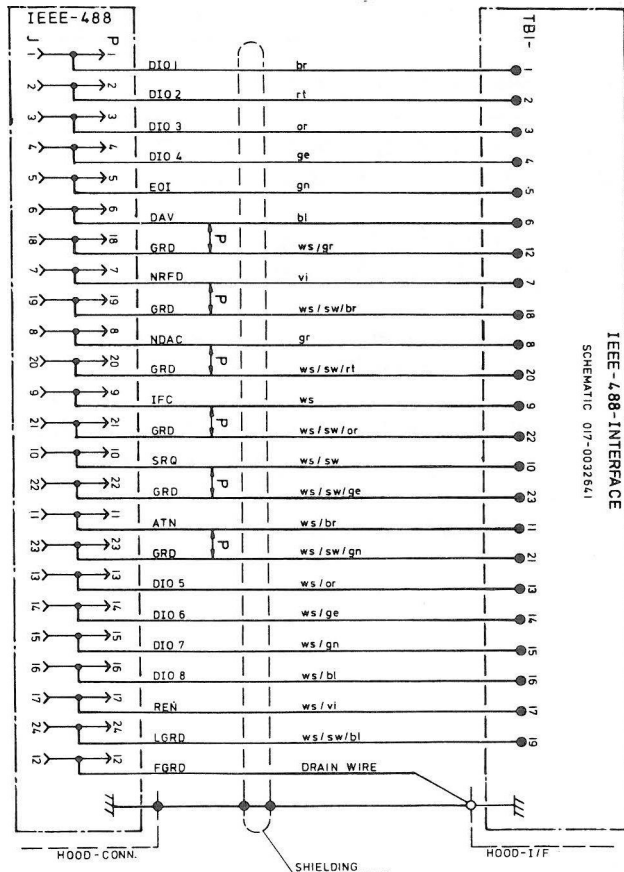 IEEE-488
J P TB1-
1 1 DIO 1 br 1
2 2 DIO 2 rt 2
3 3 DIO 3 or 3
4 4 DIO 4 ge 4
5 5 EOI gn 5
6 6 DAV bl 6
P
18 18 GRD ws/gr 12
7 7 NRFD vi 7
P
19 19 GRD ws/sw/br 18
8 8 NDAC gr 8
P
20 20 GRD ws/sw/rt 20
9 9 IFC ws 9
P
21 21 GRD ws/sw/or 22
10 10 SRQ ws/sw 10
P
22 22 GRD ws/sw/ge 23
11 11 ATN ws/br 11
P
23 23 GRD ws/sw/gn 21
13 13 DIO 5 ws/or 13
14 14 DIO 6 ws/ge 14
15 15 DIO 7 ws/gn 15
16 16 DIO 8 ws/bl 16
17 17 REN ws/vi 17
24 24 LGRD ws/sw/bl 19
12 12 FGRD DRAIN WIRE
HOOD-CONN.
SHIELDING
HOOD-I/F
IEEE-488-INTERFACE
SCHEMATIC 017-0032641